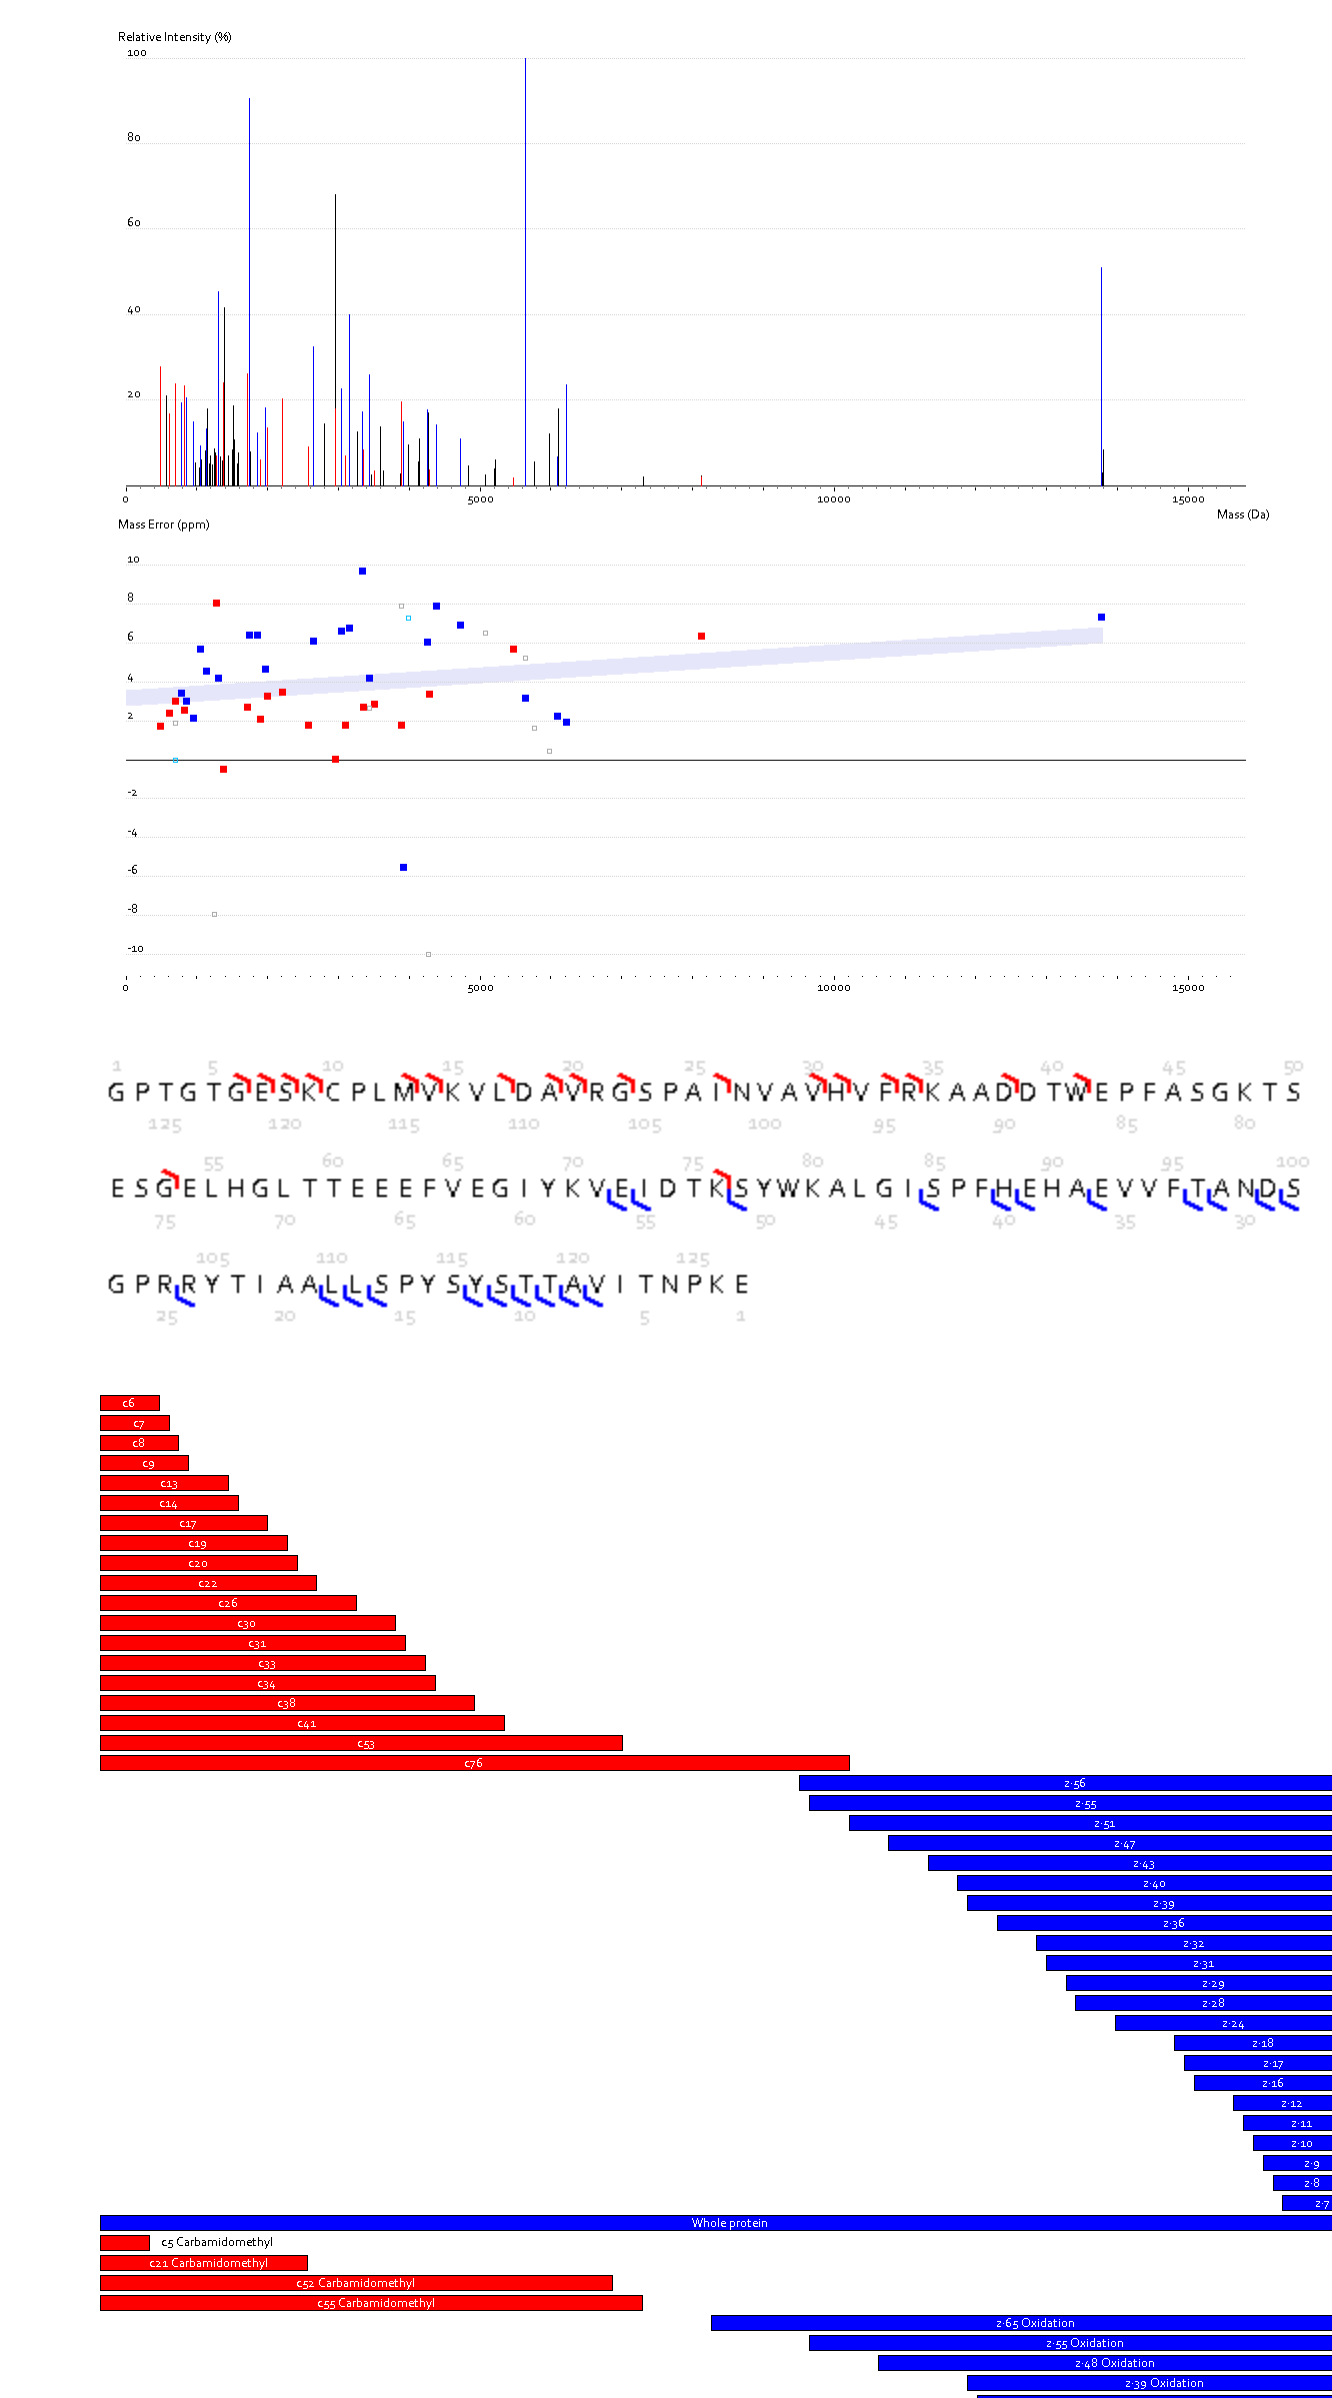 Relative Intensity (%)
100
80
60
40
20
0 5000 10000 15000
Mass (Da)
Mass Error (ppm)
10
8
6
4
2
-2
-4
-6
-8
-10
0 5000 10000 15000
1 5 10 15 20 25 30 35 40 45 50
G P T G T G E S K C P L M V K V L D A V R G S P A I N V A V H V F R K A A D D T W E P F A S G K T S
125 120 115 110 105 100 95 90 85 80
55 60 65 70 75 80 85 90 95 100
E S G E L H G L T T E E E F V E G I Y K V E I D T K S Y W K A L G I S P F H E H A E V V F T A N D S
75 70 65 60 55 50 45 40 35 30
105 110 115 120 125
G P R R Y T I A A L L S P Y S Y S T T A V I T N P K E
25 20 15 10 5 1
c6
c7
c8
c9
c13
c14
c17
c19
c20
c22
c26
c30
c31
c33
c34
c38
c41
c53
c76
z·56
z·55
z·51
z·47
z·43
z·40
z·39
z·36
z·32
z·31
z·29
z·28
z·24
z·18
z·17
z·16
z·12
z·11
z·10
z·9
z·8
z·7
Whole protein
c5 Carbamidomethyl
c21 Carbamidomethyl
c52 Carbamidomethyl
c55 Carbamidomethyl
z·65 Oxidation
z·55 Oxidation
z·48 Oxidation
z·39 Oxidation